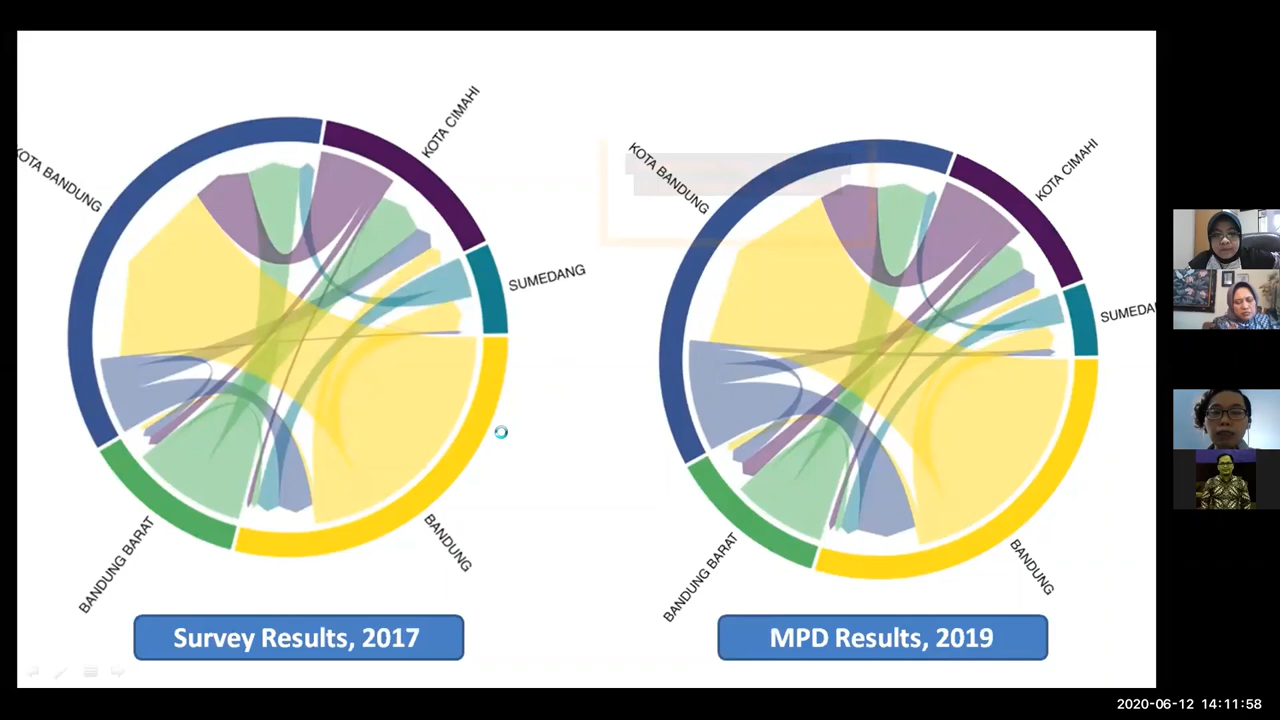 KOTA BANDUNG
KOTA CIMAHI
SUMEDANG
BANDUNG
BANDUNG BARAT
Survey Results, 2017
KOTA BANDUNG
KOTA CIMAHI
SUMEDA
BANDUNG
BANDUNG BARAT
MPD Results, 2019
2020-06-12 14:11:58